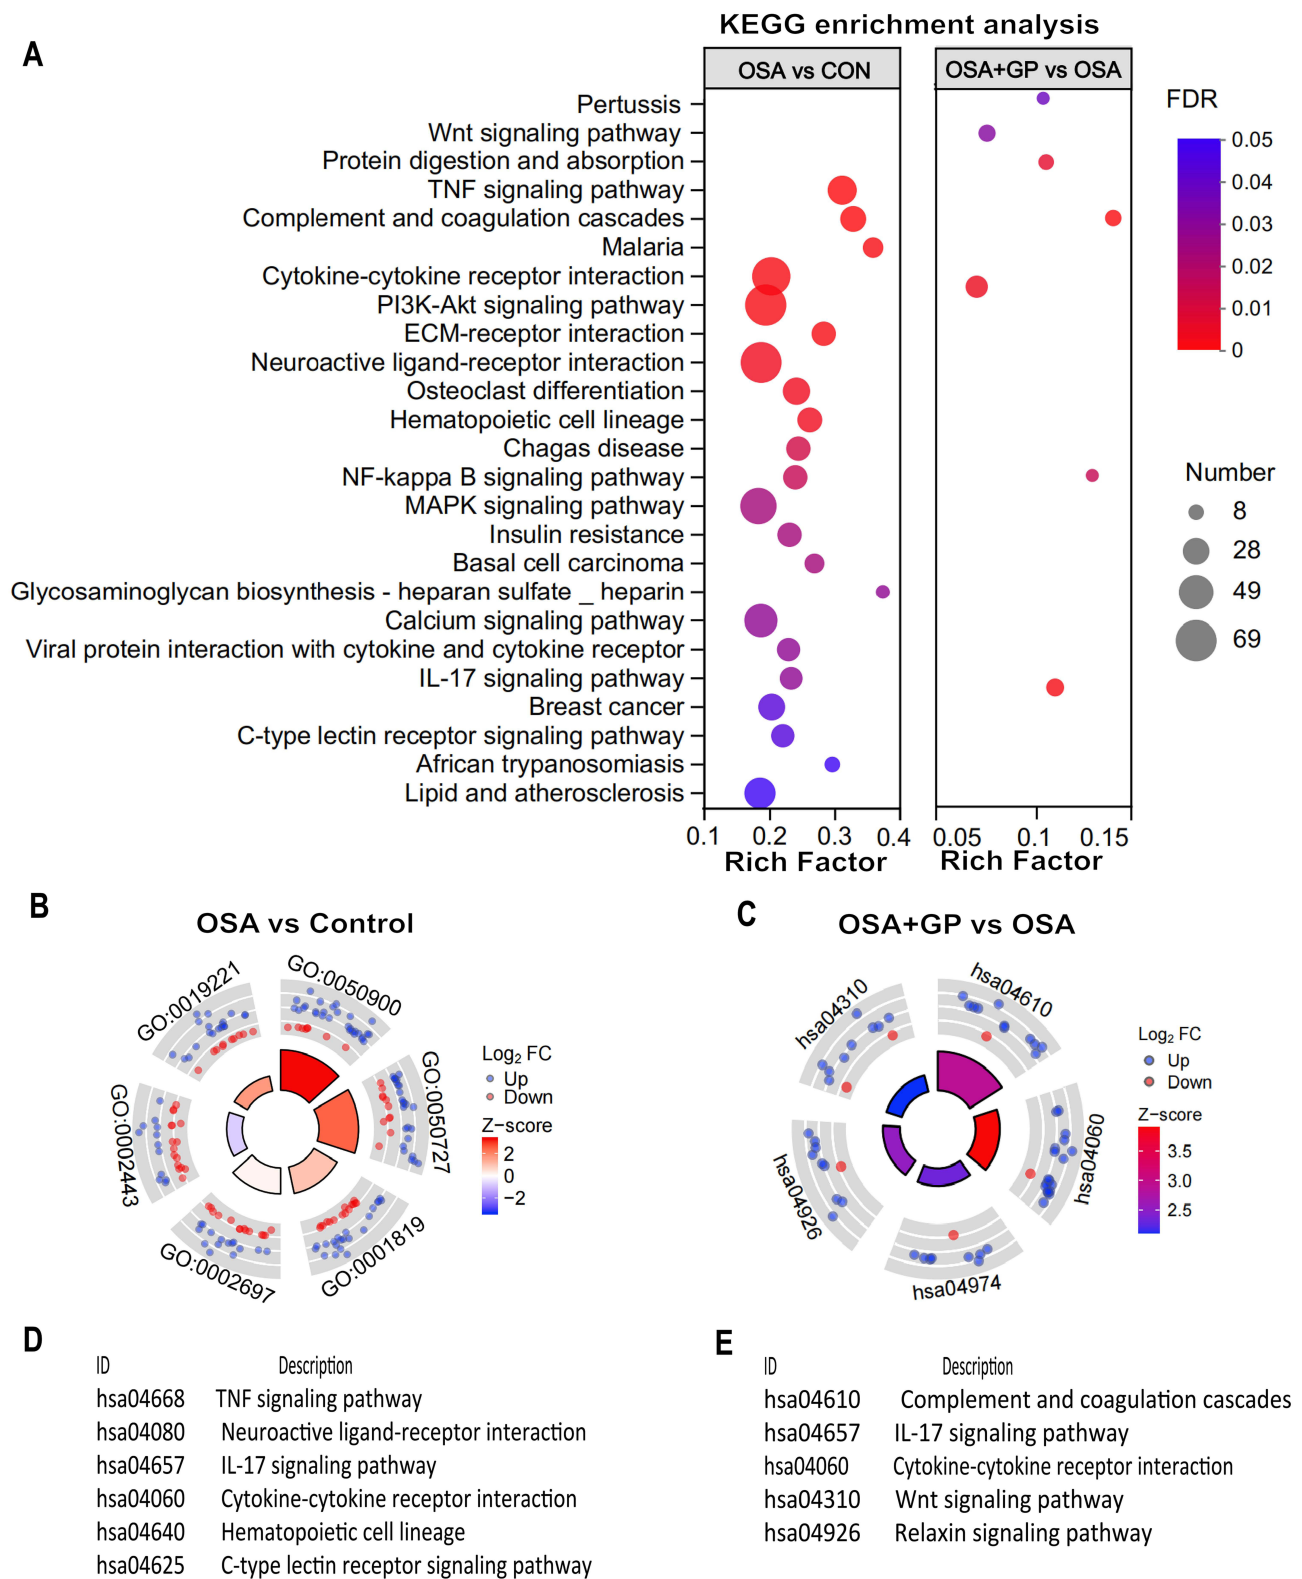 KEGG enrichment analysis
A
OSA vs CON
OSA+GP vs OSA
Pertussis
Wnt signaling pathway
Protein digestion and absorption
TNF signaling pathway
Complement and coagulation cascades
Malaria
Cytokine-cytokine receptor interaction
PI3K-Akt signaling pathway
ECM-receptor interaction
Neuroactive ligand-receptor interaction
Osteoclast differentiation
Hematopoietic cell lineage
Chagas disease
NF-kappa B signaling pathway
MAPK signaling pathway
Insulin resistance
Basal cell carcinoma
Glycosaminoglycan biosynthesis - heparan sulfate _ heparin
Calcium signaling pathway
Viral protein interaction with cytokine and cytokine receptor
IL-17 signaling pathway
Breast cancer
C-type lectin receptor signaling pathway
African trypanosomiasis
Lipid and atherosclerosis
0.1 0.2 0.3 0.4
Rich Factor
0.05 0.1 0.15
Rich Factor
FDR
0.05
0.04
0.03
0.02
0.01
0
Number
8
28
49
69
B
OSA vs Control
GO:0050900
GO:0050727
GO:0001819
GO:0002697
GO:0002443
GO:0019221
Log2 FC
Up
Down
Z−score
2
0
−2
C
OSA+GP vs OSA
hsa04610
hsa04060
hsa04974
hsa04926
hsa04310
Log2 FC
Up
Down
Z−score
3.5
3.0
2.5
D
ID Description
hsa04668 TNF signaling pathway
hsa04080 Neuroactive ligand-receptor interaction
hsa04657 IL-17 signaling pathway
hsa04060 Cytokine-cytokine receptor interaction
hsa04640 Hematopoietic cell lineage
hsa04625 C-type lectin receptor signaling pathway
E
ID Description
hsa04610 Complement and coagulation cascades
hsa04657 IL-17 signaling pathway
hsa04060 Cytokine-cytokine receptor interaction
hsa04310 Wnt signaling pathway
hsa04926 Relaxin signaling pathway